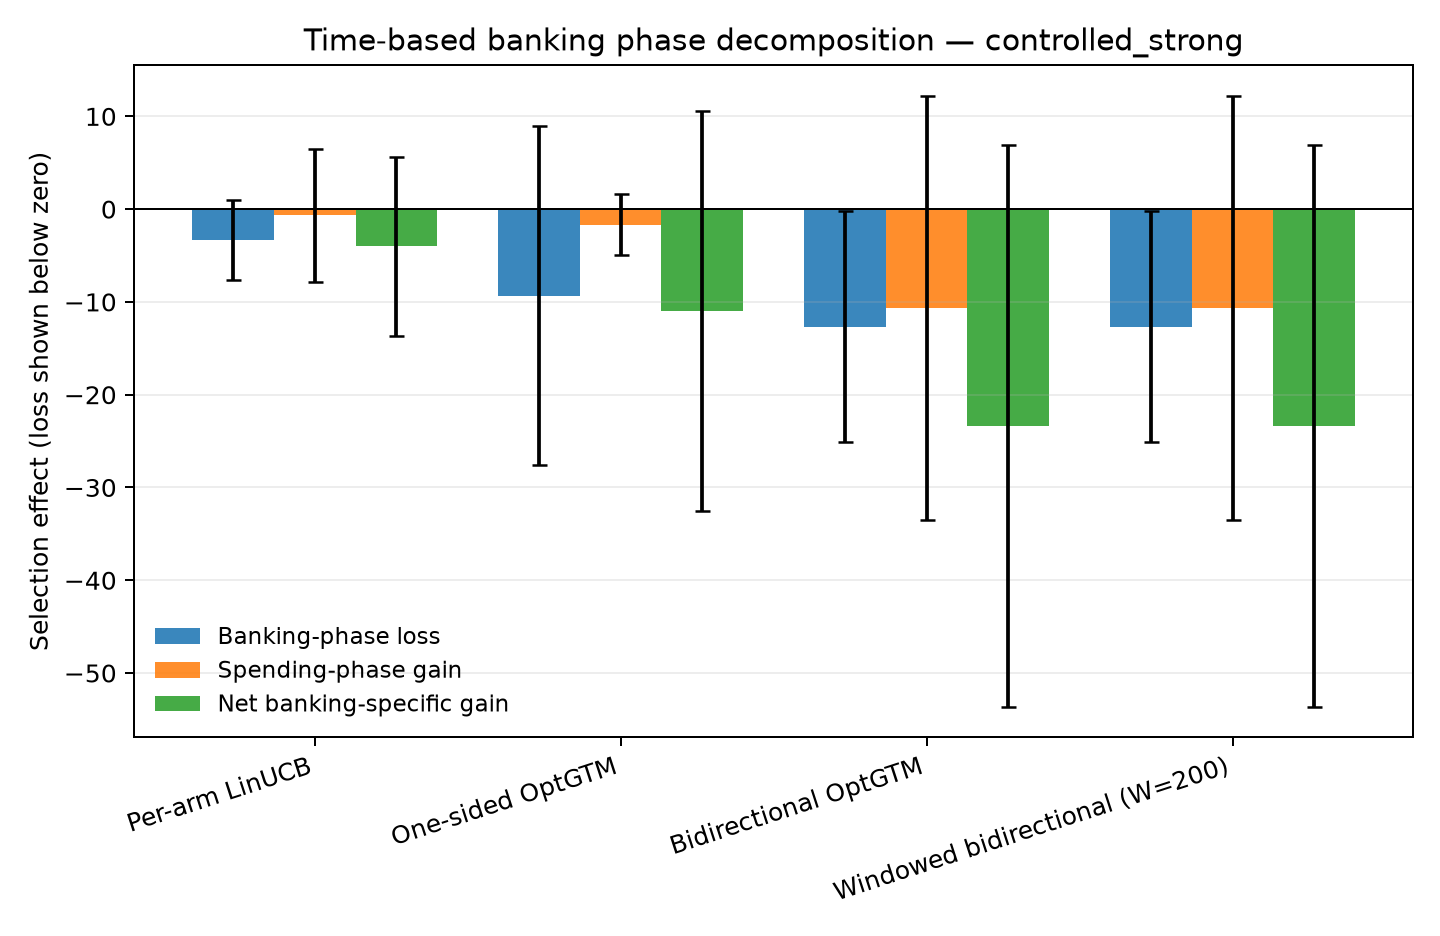 Time-based banking phase decomposition — controlled_strong
Selection effect (loss shown below zero)
10
0
−10
−20
−30
−40
−50
Banking-phase loss
Spending-phase gain
Net banking-specific gain
Per-arm LinUCB
One-sided OptGTM
Bidirectional OptGTM
Windowed bidirectional (W=200)